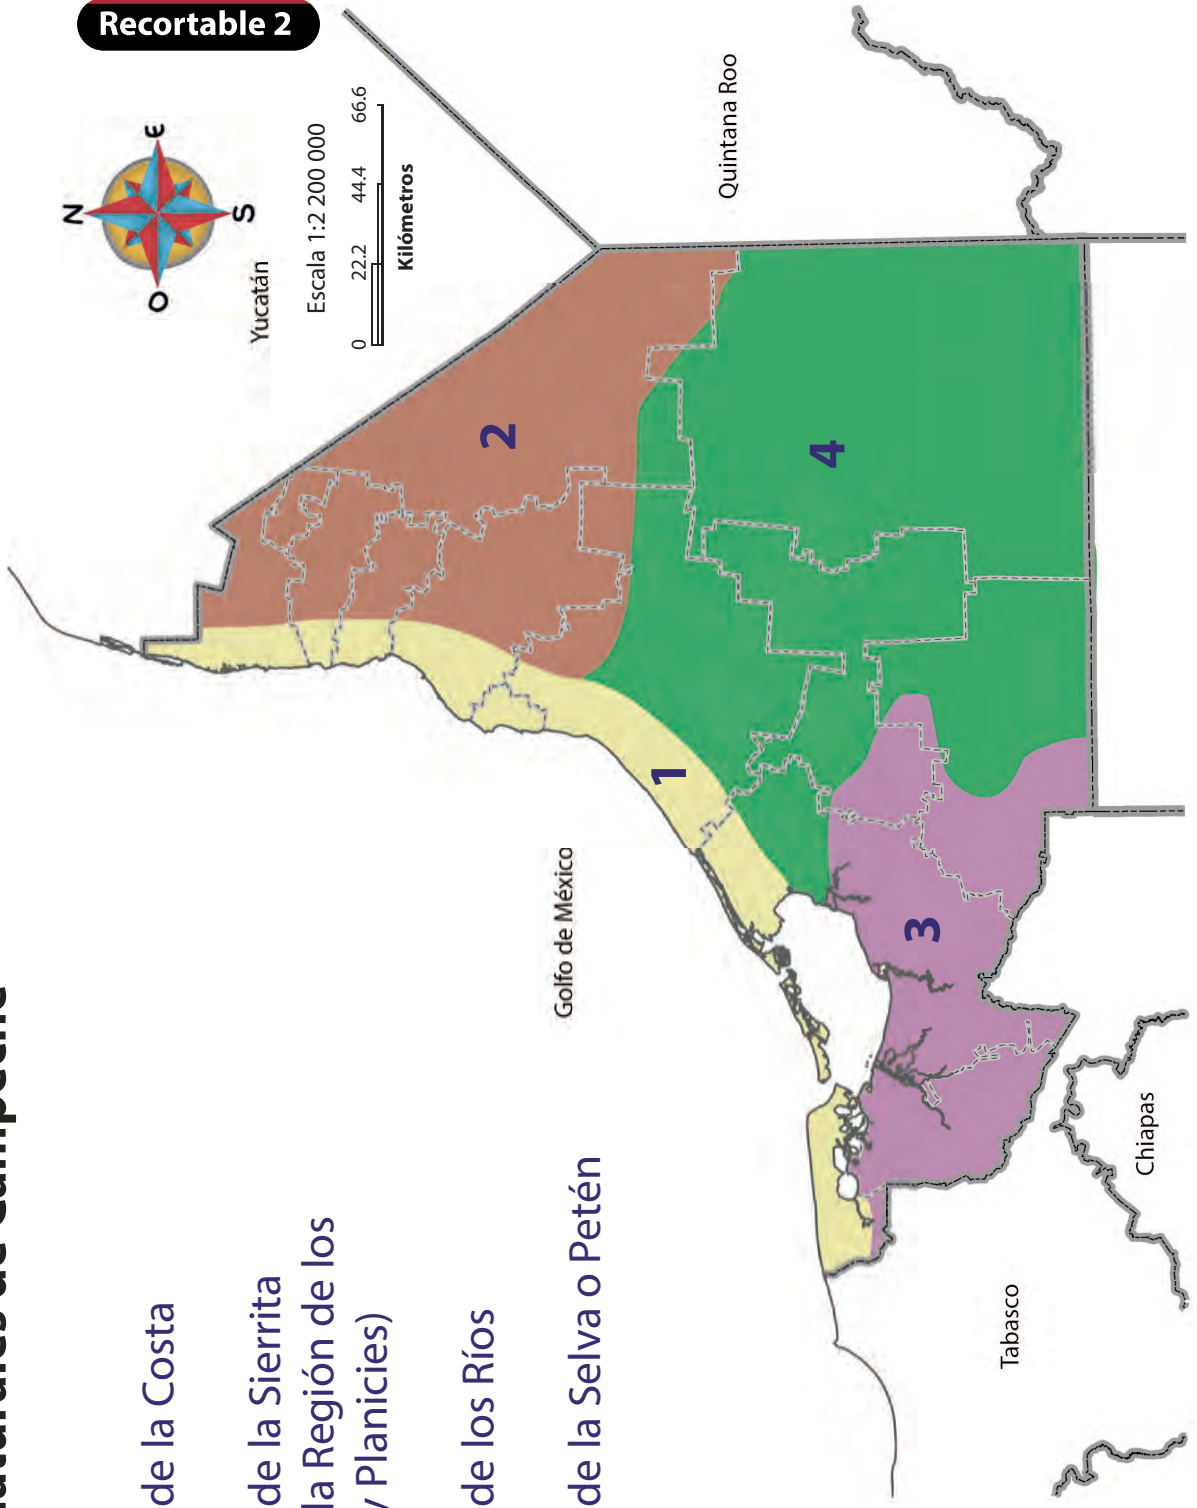 Recortable 2
de Campeche
de la Costa
de la Sierrita
la Región de los
y Planicies)
de los Ríos
de la Selva o Petén
N
O
E
S
Yucatán
Escala 1:2 200 000
0 22.2 44.4 66.6
Kilómetros
Quintana Roo
Golfo de México
1
2
3
4
Tabasco
Chiapas